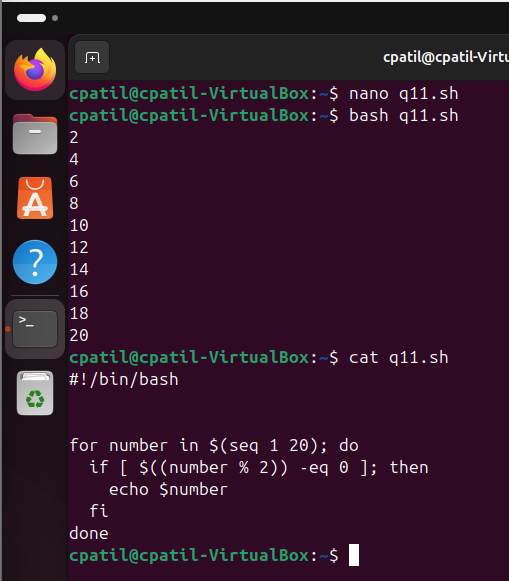 cpatil@cpatil-Virtu
cpatil@cpatil-VirtualBox:~$ nano q11.sh
cpatil@cpatil-VirtualBox:~$ bash q11.sh
2
4
6
8
10
12
14
16
18
20
cpatil@cpatil-VirtualBox:~$ cat q11.sh
#!/bin/bash


for number in $(seq 1 20); do
  if [ $((number % 2)) -eq 0 ]; then
    echo $number
  fi
done
cpatil@cpatil-VirtualBox:~$